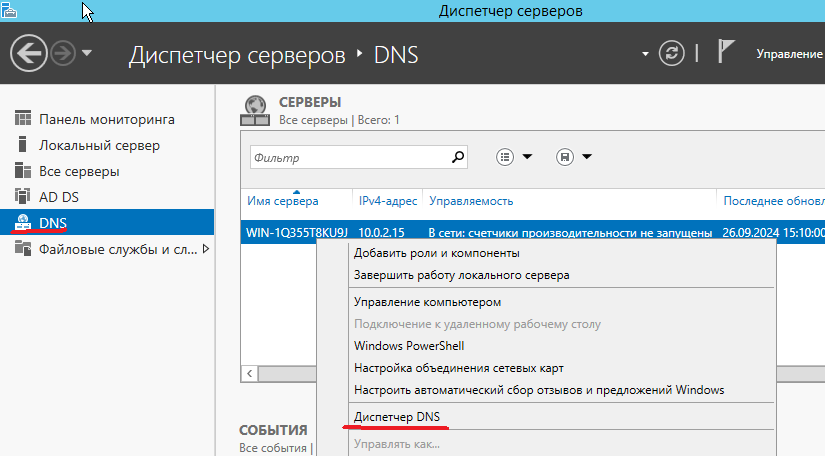 Диспетчер серверов
Диспетчер серверов DNS
Управление
Панель мониторинга
Локальный сервер
Все серверы
AD DS
DNS
Файловые службы и сл...
СЕРВЕРЫ
Все серверы | Всего: 1
Фильтр
Имя сервера IPv4-адрес Управляемость Последнее обновл
WIN-1Q355T8KU9J 10.0.2.15 В сети: счетчики производительности не запущены 26.09.2024 15:10:00
Добавить роли и компоненты
Завершить работу локального сервера
Управление компьютером
Подключение к удаленному рабочему столу
Windows PowerShell
Настройка объединения сетевых карт
Настроить автоматический сбор отзывов и предложений Windows
Диспетчер DNS
Управлять как...
СОБЫТИЯ
Все события |